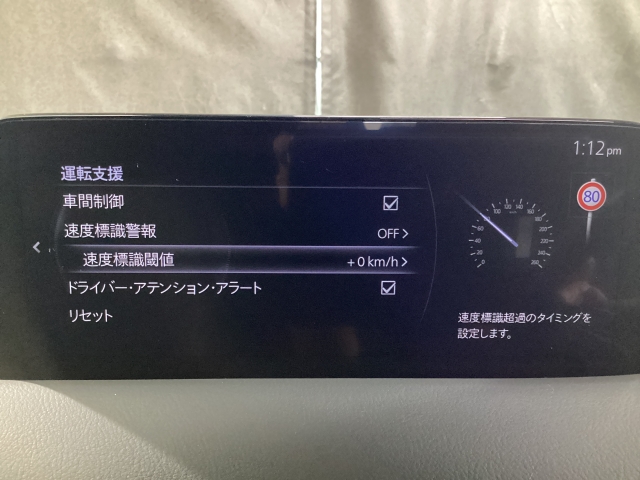 1:12 pm
運転支援
車間制御
速度標識警報 OFF
速度標識閾値 +0 km/h
ドライバー・アテンション・アラート
リセット
80
速度標識超過のタイミングを
設定します。